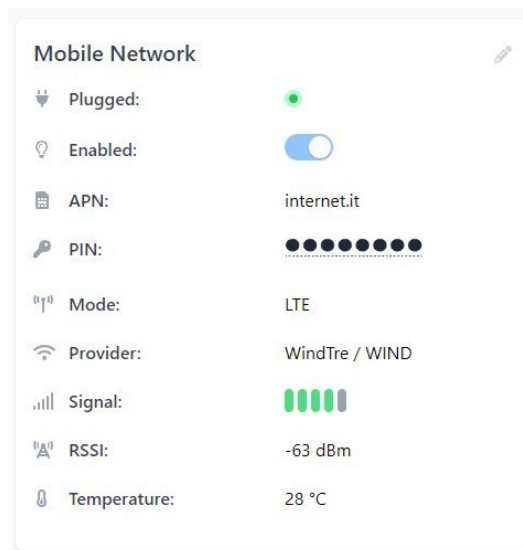 Mobile Network
Plugged:
Enabled:
APN: internet.it
PIN: ●●●●●●●●
Mode: LTE
Provider: WindTre / WIND
Signal:
RSSI: -63 dBm
Temperature: 28 °C